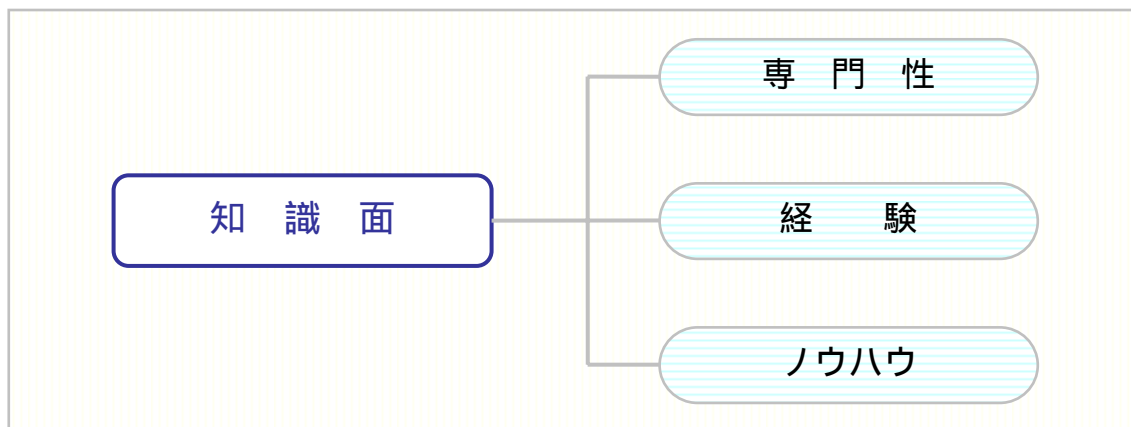 専　門　性
知　識　面
経　　験
ノウハウ